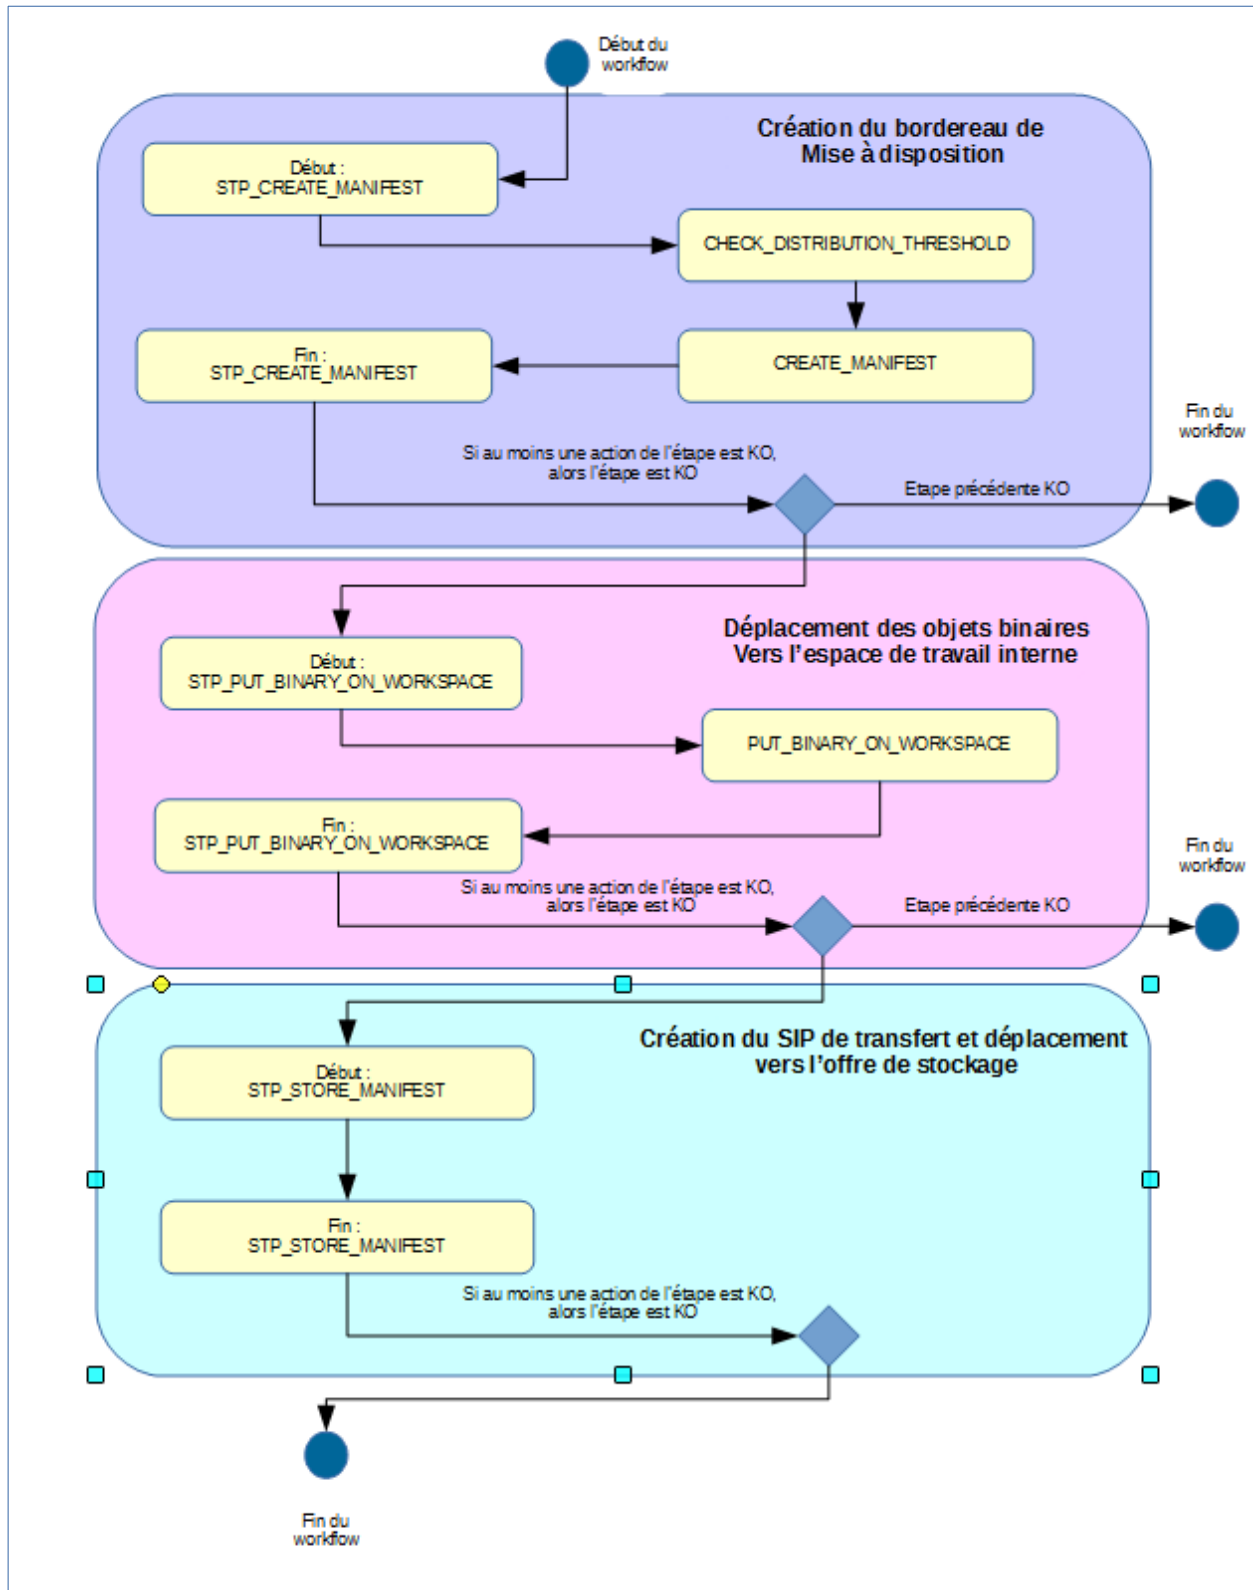 Début du
workflow
Création du bordereau de
Mise à disposition
Début :
STP_CREATE_MANIFEST
CHECK_DISTRIBUTION_THRESHOLD
Fin :
STP_CREATE_MANIFEST
CREATE_MANIFEST
Fin du
workflow
Si au moins une action de l'étape est KO,
alors l'étape est KO
Etape précédente KO
Déplacement des objets binaires
Vers l'espace de travail interne
Début :
STP_PUT_BINARY_ON_WORKSPACE
PUT_BINARY_ON_WORKSPACE
Fin :
STP_PUT_BINARY_ON_WORKSPACE
Fin du
workflow
Si au moins une action de l'étape est KO,
alors l'étape est KO
Etape précédente KO
Création du SIP de transfert et déplacement
vers l'offre de stockage
Début :
STP_STORE_MANIFEST
Fin :
STP_STORE_MANIFEST
Si au moins une action de l'étape est KO,
alors l'étape est KO
Fin du
workflow